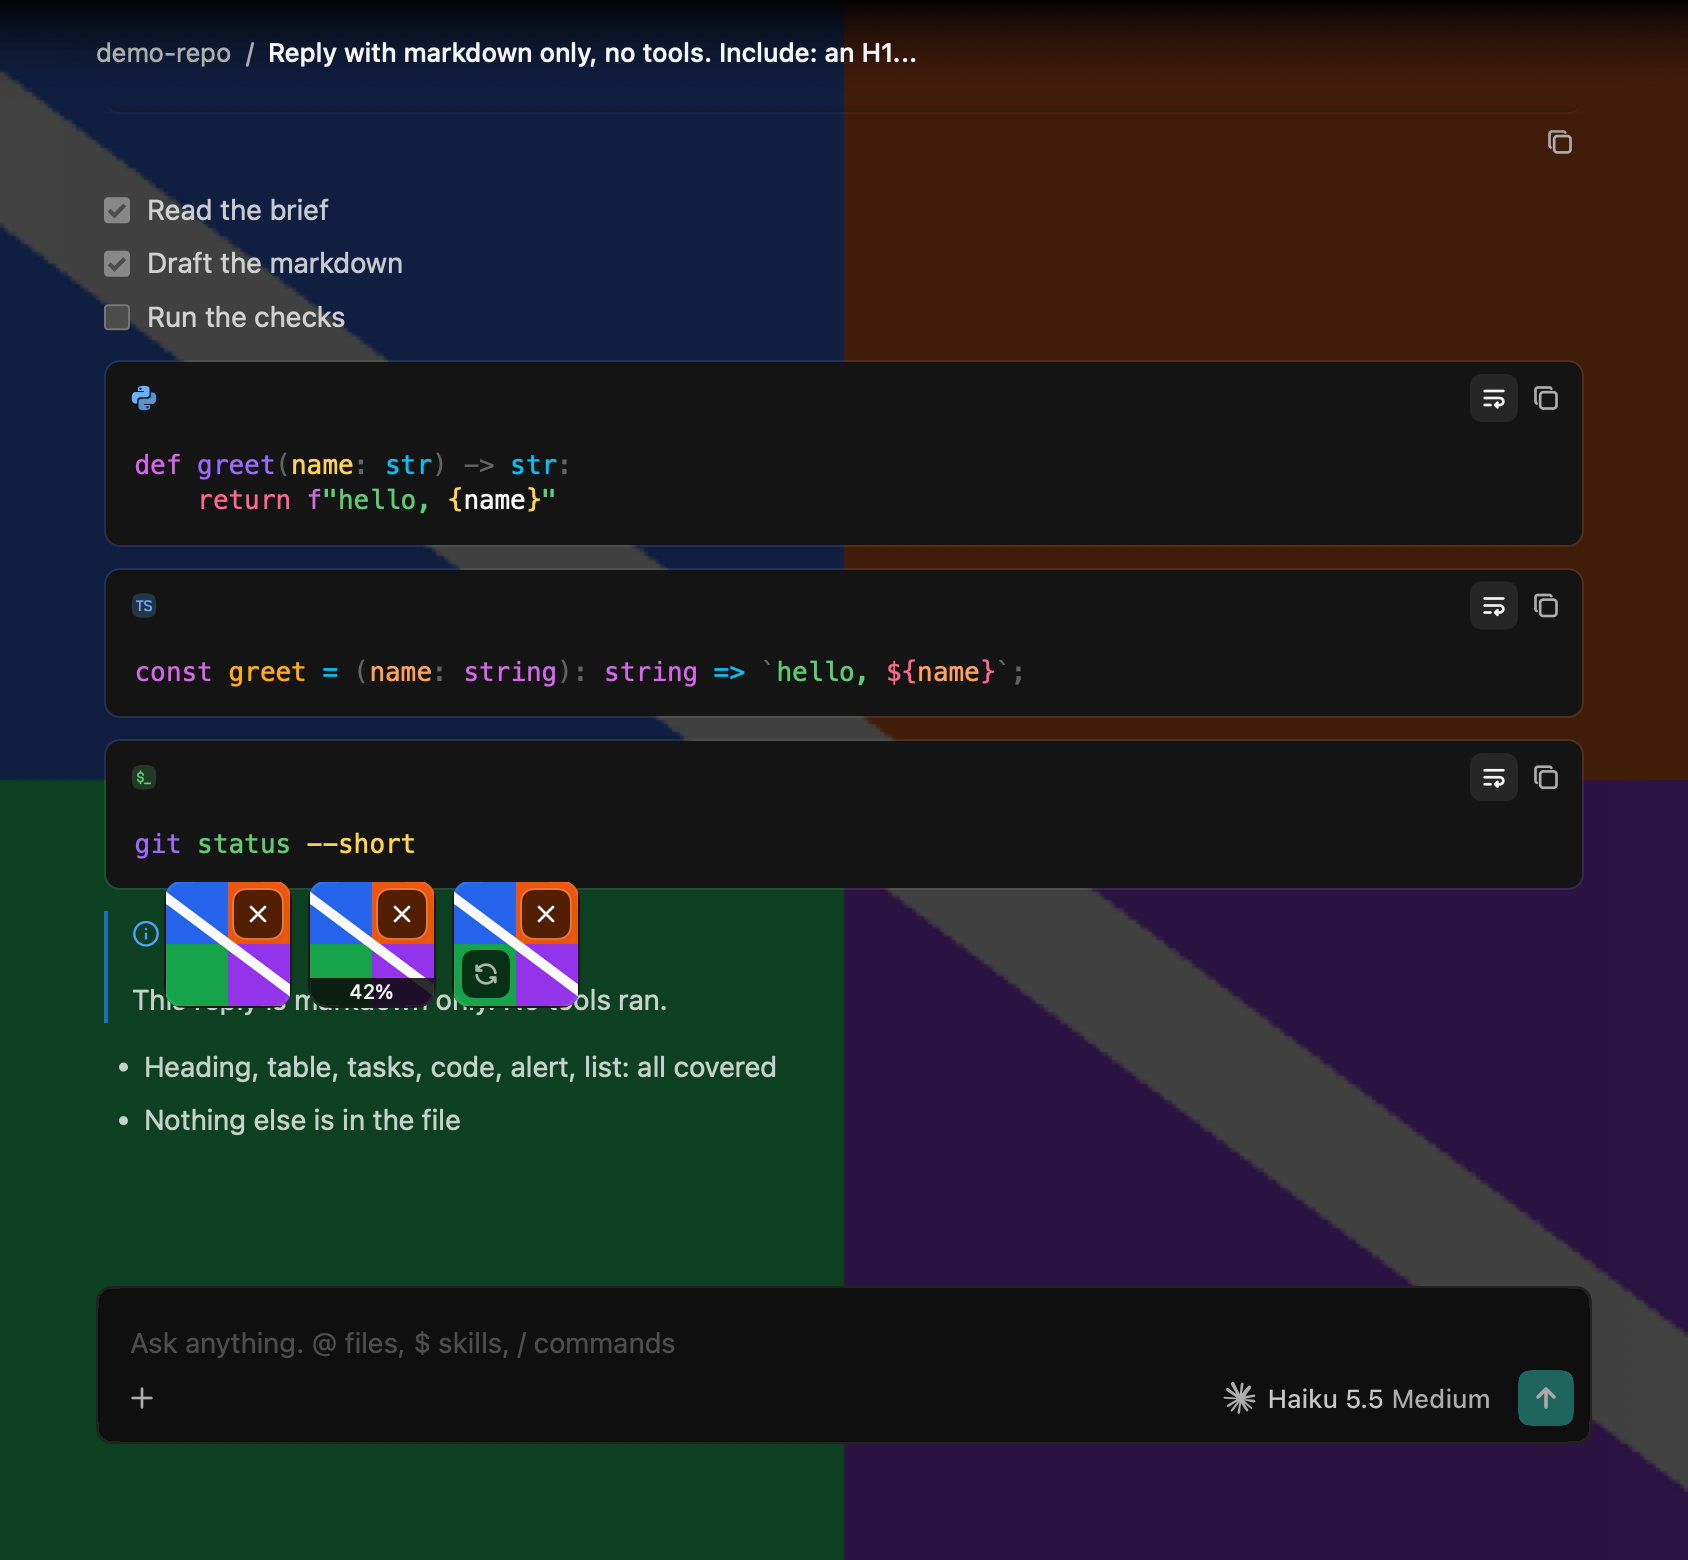 demo-repo / Reply with markdown only, no tools. Include: an H1...
Read the brief
Draft the markdown
Run the checks
def greet(name: str) -> str:
    return f"hello, {name}"
TS
const greet = (name: string): string => `hello, ${name}`;
$_
git status --short
42%
ools ran.
Heading, table, tasks, code, alert, list: all covered
Nothing else is in the file
Ask anything. @ files, $ skills, / commands
Haiku 5.5 Medium